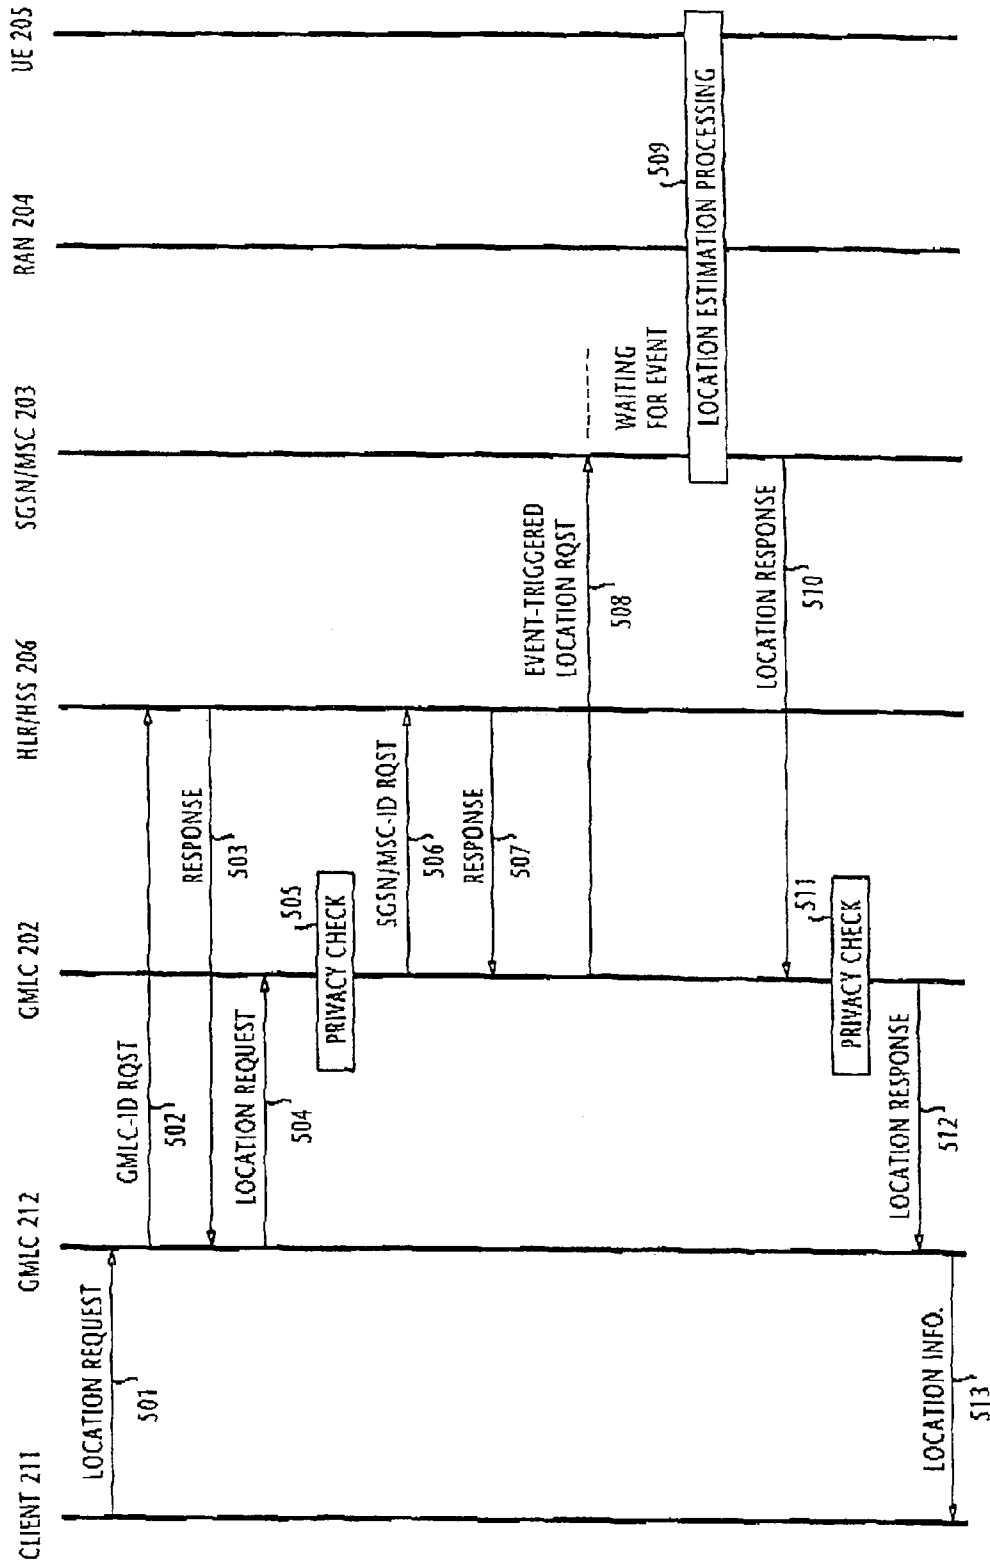 CLIENT 211
GMLC 212
GMLC 202
HLR/HSS 206
SGSN/MSC 203
RAN 204
UE 205
LOCATION REQUEST
501
GMLC-ID RQST
502
RESPONSE
503
LOCATION REQUEST
504
505
PRIVACY CHECK
SGSN/MSC-ID RQST
506
RESPONSE
507
EVENT-TRIGGERED
LOCATION RQST
508
WAITING
FOR EVENT
509
LOCATION ESTIMATION PROCESSING
LOCATION RESPONSE
510
511
PRIVACY CHECK
LOCATION RESPONSE
512
LOCATION INFO.
513